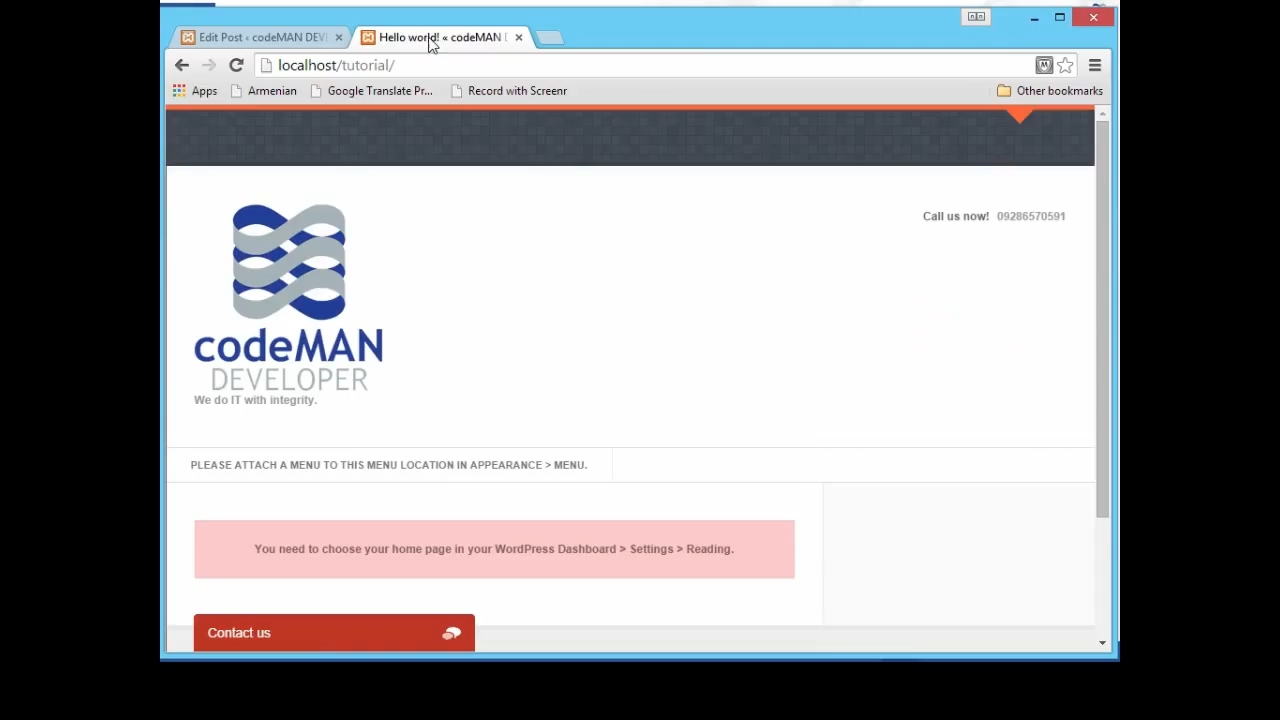 Edit Post « codeMAN DEVE
Hello world! « codeMAN D
localhost/tutorial/
Apps
Armenian
Google Translate Pr...
Record with Screenr
Other bookmarks
Call us now! 09286570591
codeMAN
DEVELOPER
We do IT with integrity.
PLEASE ATTACH A MENU TO THIS MENU LOCATION IN APPEARANCE > MENU.
You need to choose your home page in your WordPress Dashboard > Settings > Reading.
Contact us